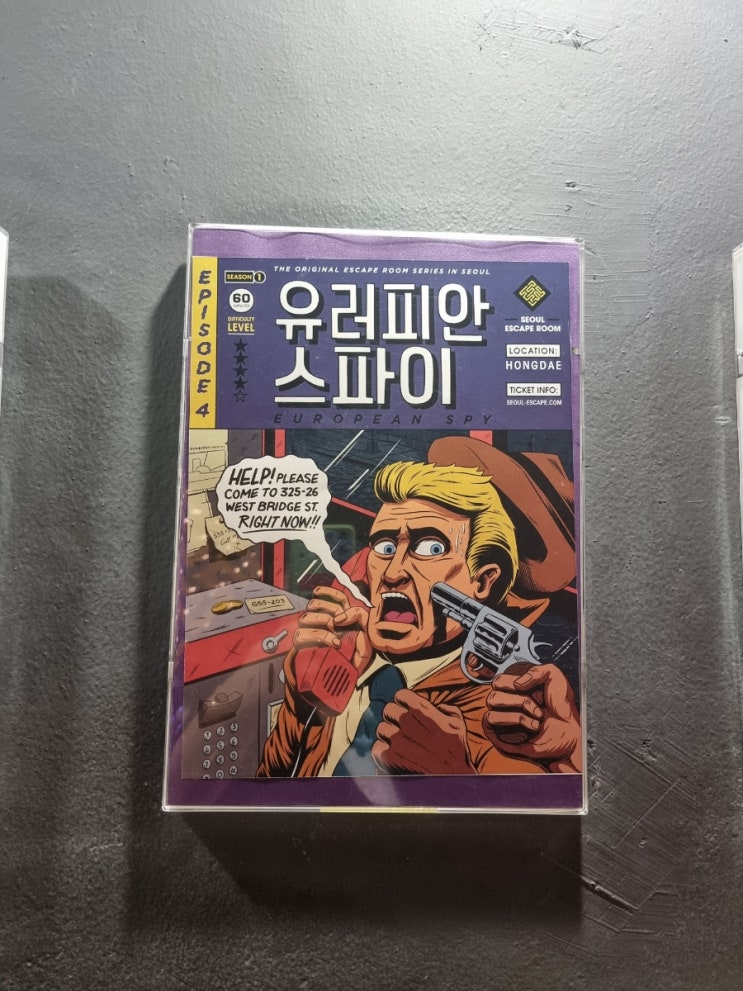 THE ORIGINAL ESCAPE ROOM SERIES IN SEOUL
EPISODE 4
SEASON 1
60
DIFFICULTY
LEVEL
유러피안
스파이
EUROPEAN SPY
SEOUL
ESCAPE ROOM
LOCATION:
HONGDAE
TICKET INFO:
SEOUL-ESCAPE.COM
HELP! PLEASE
COME TO 325-26
WEST BRIDGE ST.
RIGHT NOW!!
555-203